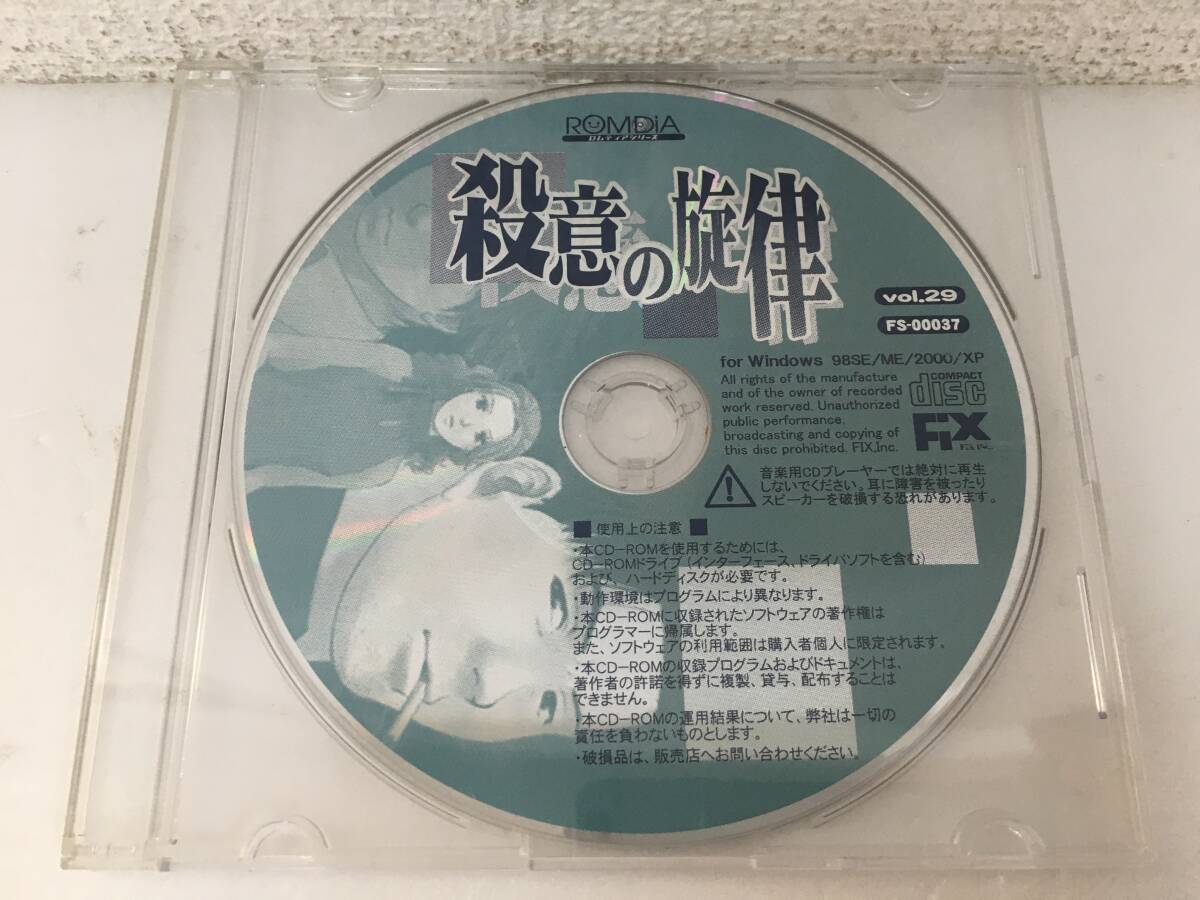 ROMDiA
ロムディアシリーズ
殺意の旋律
vol.29
FS-00037
for Windows 98SE/ME/2000/XP
All rights of the manufacture
and of the owner of recorded
work reserved. Unauthorized
public performance.
broadcasting and copying of
this disc prohibited. FIX,Inc.
COMPACT
disc
FiX
FIX INC.
音楽用CDプレーヤーでは絶対に再生
しないでください。耳に障害を被ったり
スピーカーを破損する恐れがあります。
■ 使用上の注意 ■
・本CD-ROMを使用するためには、
CD-ROMドライブ(インターフェース、ドライバソフトを含む)
および、ハードディスクが必要です。
・動作環境はプログラムにより異なります。
・本CD-ROMに収録されたソフトウェアの著作権は
プログラマーに帰属します。
また、ソフトウェアの利用範囲は購入者個人に限定されます。
・本CD-ROMの収録プログラムおよびドキュメントは、
著作者の許諾を得ずに複製、貸与、配布することは
できません。
・本CD-ROMの運用結果について、弊社は一切の
責任を負わないものとします。
・破損品は、販売店へお問い合わせください。